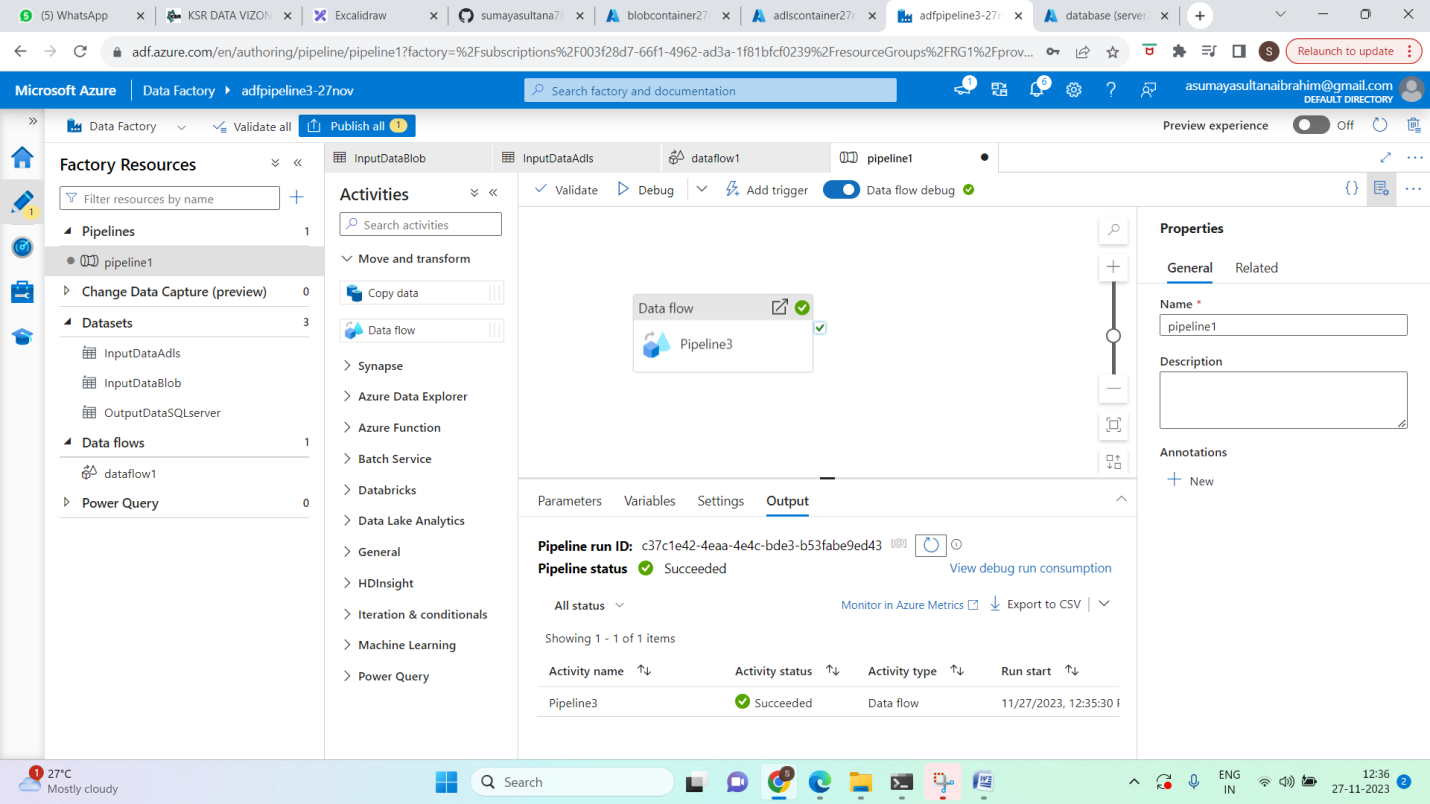 (5) WhatsApp
KSR DATA VIZON
Excalidraw
sumayasultana78
blobcontainer27n
adlscontainer27n
adfpipeline3-27n
database (server
adf.azure.com/en/authoring/pipeline/pipeline1?factory=%2Fsubscriptions%2F003f28d7-66f1-4962-ad3a-1f81bfcf0239%2FresourceGroups%2FRG1%2Fprov...
S
Relaunch to update
Microsoft Azure
Data Factory
adfpipeline3-27nov
Search factory and documentation
1
6
asumayasultanaibrahim@gmail.com
DEFAULT DIRECTORY
Data Factory
Validate all
Publish all 1
Preview experience
Off
1
Factory Resources
Filter resources by name
Pipelines 1
pipeline1
Change Data Capture (preview) 0
Datasets 3
InputDataAdls
InputDataBlob
OutputDataSQLserver
Data flows 1
dataflow1
Power Query 0
InputDataBlob
InputDataAdls
dataflow1
pipeline1
Activities
Search activities
Move and transform
Copy data
Data flow
Synapse
Azure Data Explorer
Azure Function
Batch Service
Databricks
Data Lake Analytics
General
HDInsight
Iteration & conditionals
Machine Learning
Power Query
Validate
Debug
Add trigger
Data flow debug
{}
Data flow
Pipeline3
Parameters
Variables
Settings
Output
Pipeline run ID: c37c1e42-4eaa-4e4c-bde3-b53fabe9ed43
Pipeline status Succeeded
View debug run consumption
All status
Monitor in Azure Metrics
Export to CSV
Showing 1 - 1 of 1 items
Activity name Activity status Activity type Run start
Pipeline3 Succeeded Data flow 11/27/2023, 12:35:30 P
Properties
General
Related
Name *
pipeline1
Description
Annotations
New
1
27°C
Mostly cloudy
Search
S
ENG
IN
12:36
27-11-2023
2